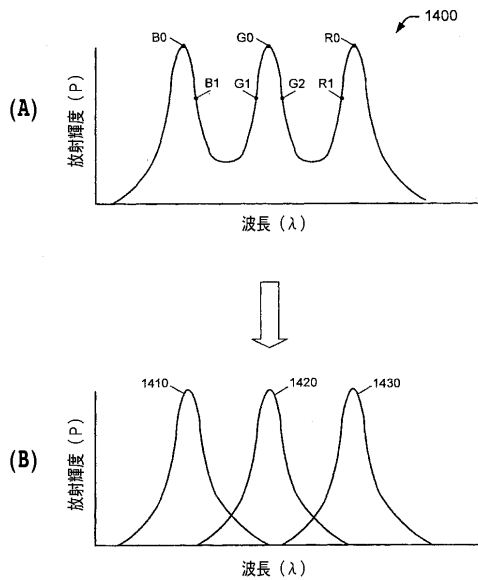 1400
B0 G0 R0
B1 G1 G2 R1
(A)
放射輝度 (P)
波長 (λ)
1410 1420 1430
(B)
放射輝度 (P)
波長 (λ)